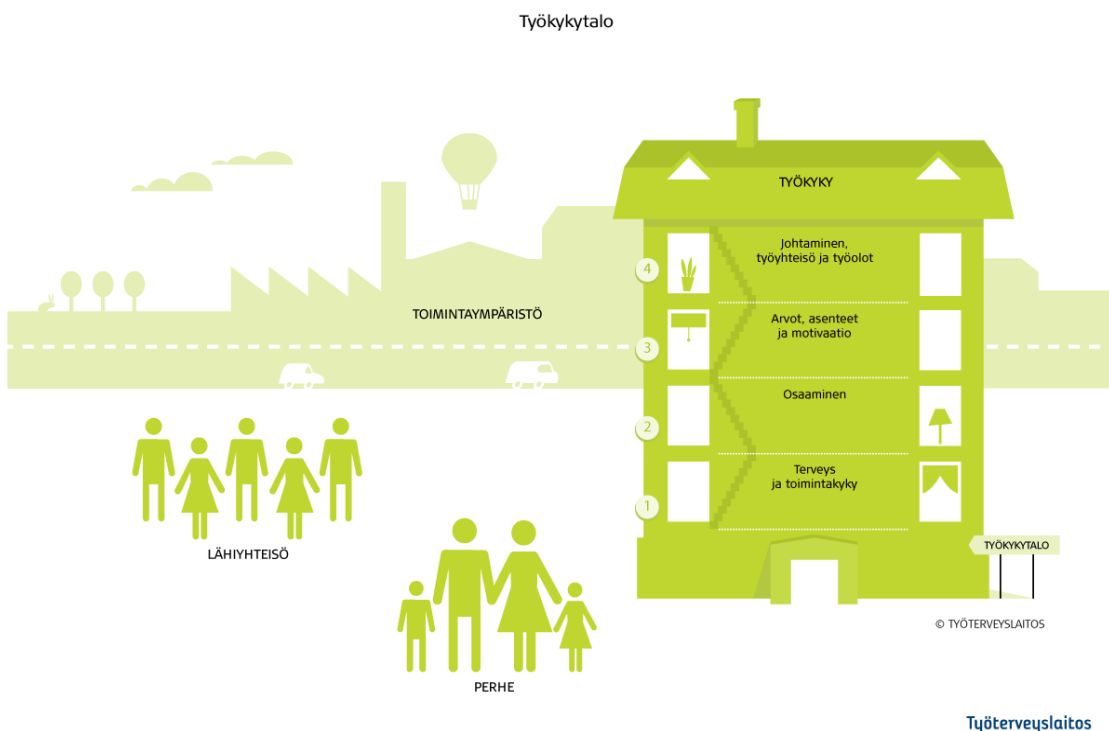 Työkykytalo
TYÖKYKY
4
Johtaminen,
työyhteisö ja työolot
3
Arvot, asenteet
ja motivaatio
2
Osaaminen
1
Terveys
ja toimintakyky
TOIMINTAYMPÄRISTÖ
LÄHIYHTEISÖ
PERHE
TYÖKYKYTALO
© TYÖTERVEYSLAITOS
Työterveyslaitos